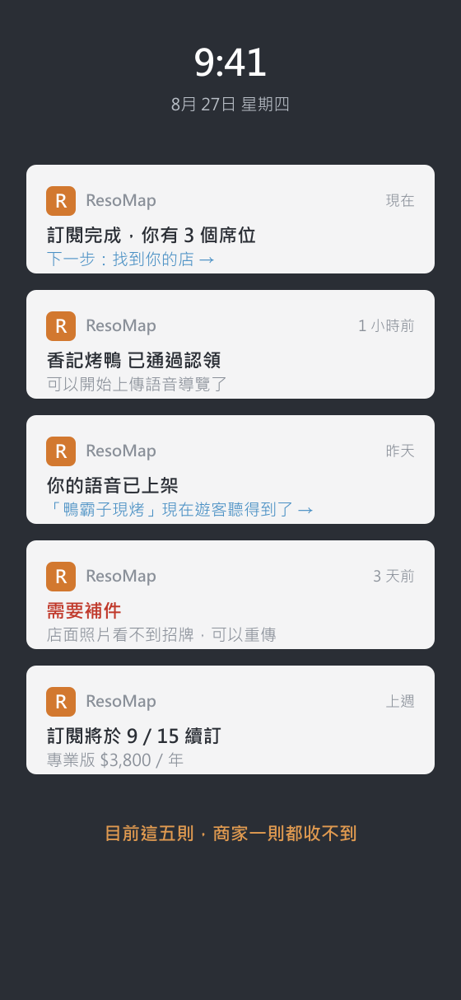 9:41
8月 27日 星期四
R ResoMap 現在
訂閱完成，你有 3 個席位
下一步：找到你的店 →
R ResoMap 1 小時前
香記烤鴨 已通過認領
可以開始上傳語音導覽了
R ResoMap 昨天
你的語音已上架
「鴨霸子現烤」現在遊客聽得到了 →
R ResoMap 3 天前
需要補件
店面照片看不到招牌，可以重傳
R ResoMap 上週
訂閱將於 9 / 15 續訂
專業版 $3,800 / 年
目前這五則，商家一則都收不到